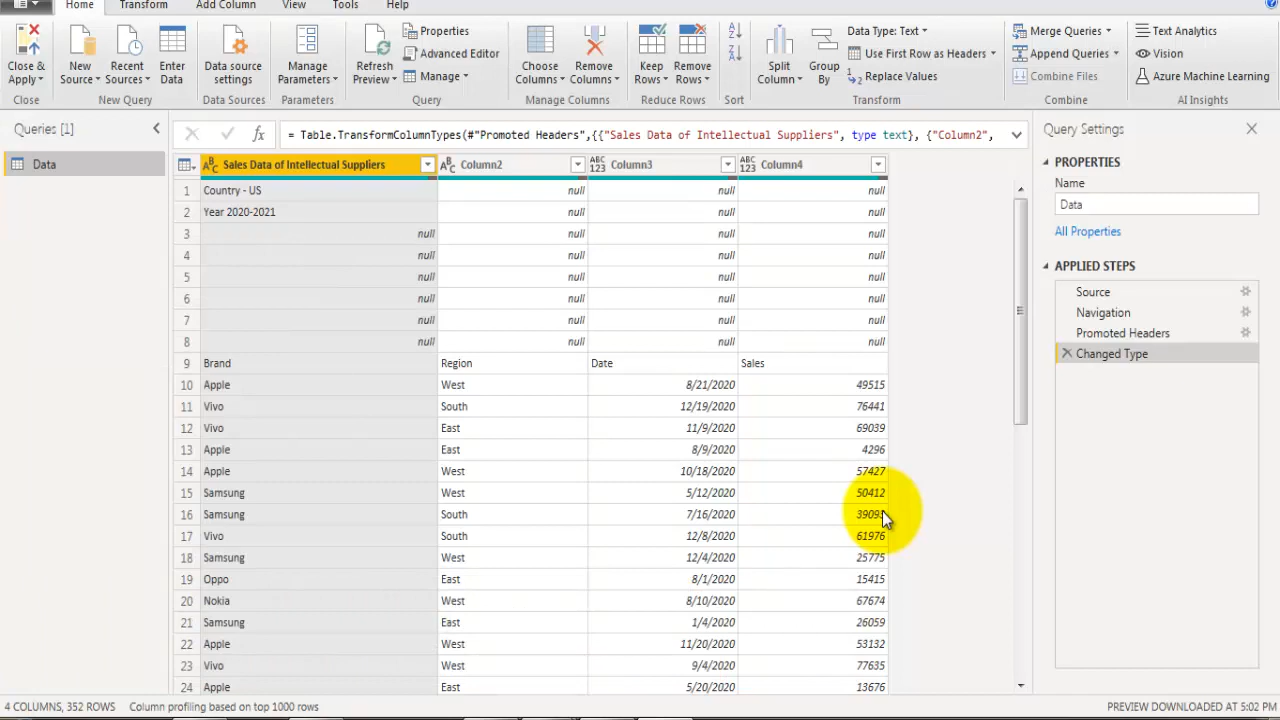 Home Transform Add Column View Tools Help
Close & Apply
New Source
Recent Sources
Enter Data
Data source settings
Manage Parameters
Refresh Preview
Properties
Advanced Editor
Manage
Choose Columns
Remove Columns
Keep Rows
Remove Rows
Split Column
Group By
Data Type: Text
Use First Row as Headers
1 2 Replace Values
Merge Queries
Append Queries
Combine Files
Text Analytics
Vision
Azure Machine Learning
Close New Query Data Sources Parameters Query Manage Columns Reduce Rows Sort Transform Combine AI Insights
Queries [1]
Data
fx = Table.TransformColumnTypes(#"Promoted Headers",{{"Sales Data of Intellectual Suppliers", type text}, {"Column2",
ABC Sales Data of Intellectual Suppliers ABC Column2 ABC 123 Column3 ABC 123 Column4
1 Country - US null null null
2 Year 2020-2021 null null null
3 null null null null
4 null null null null
5 null null null null
6 null null null null
7 null null null null
8 null null null null
9 Brand Region Date Sales
10 Apple West 8/21/2020 49515
11 Vivo South 12/19/2020 76441
12 Vivo East 11/9/2020 69039
13 Apple East 8/9/2020 4296
14 Apple West 10/18/2020 57427
15 Samsung West 5/12/2020 50412
16 Samsung South 7/16/2020
17 Vivo South 12/8/2020 61976
18 Samsung West 12/4/2020 25775
19 Oppo East 8/1/2020 15415
20 Nokia West 8/10/2020 67674
21 Samsung East 1/4/2020 26059
22 Apple West 11/20/2020 53132
23 Vivo West 9/4/2020 77635
24 Apple East 5/20/2020 13676
Query Settings
PROPERTIES
Name
Data
All Properties
APPLIED STEPS
Source
Navigation
Promoted Headers
Changed Type
4 COLUMNS, 352 ROWS Column profiling based on top 1000 rows PREVIEW DOWNLOADED AT 5:02 PM